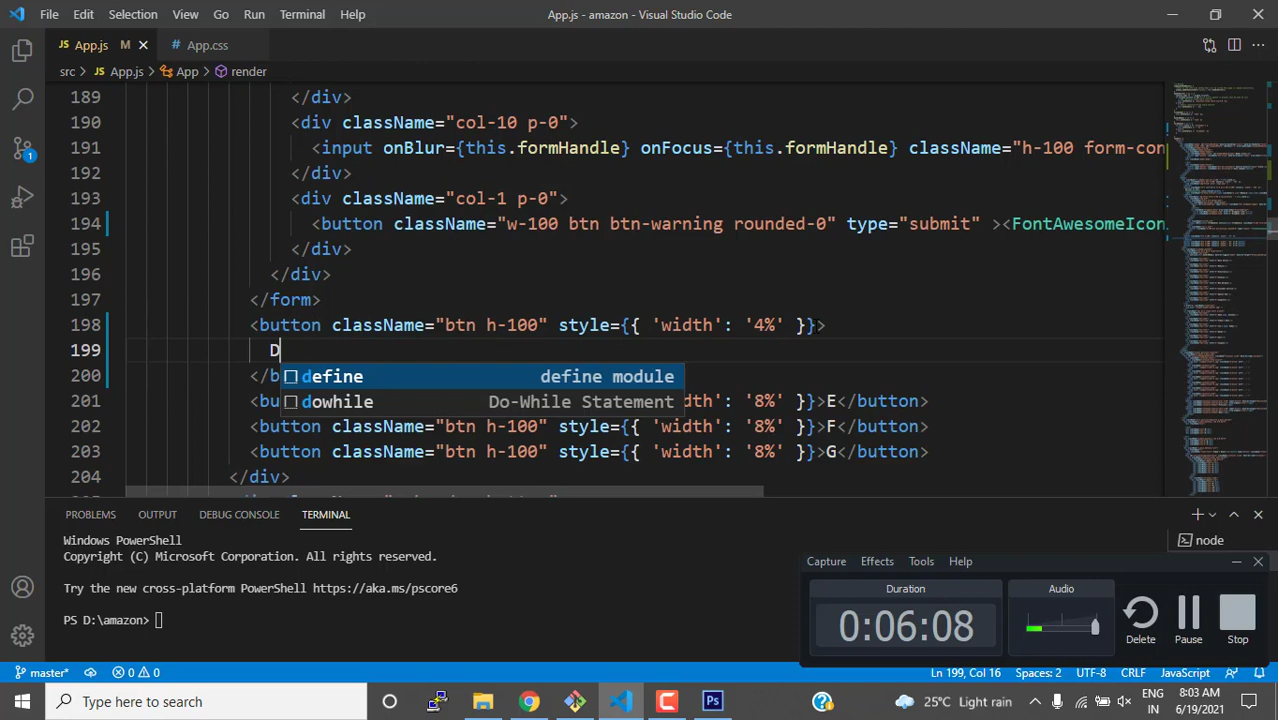 File Edit Selection View Go Run Terminal Help App.js - amazon - Visual Studio Code
JS App.js M # App.css
src > JS App.js > App > render
189 </div>
190 <div className="col-10 p-0">
191 <input onBlur={this.formHandle} onFocus={this.formHandle} className="h-100 form-con
192 </div>
193 <div className="col-1 p-0">
194 <button className="w-100 btn btn-warning rounded-0" type="submit" ><FontAwesomeIcon
195 </div>
196 </div>
197 </form>
198 <button className="btn h-100" style={{ 'width': '4%' }}>
199 D
define define module
200 </b
dowhile Do-While Statement
201 <bu '8%' }}>E</button>
202 <button className="btn h-100" style={{ 'width': '8%' }}>F</button>
203 <button className="btn h-100" style={{ 'width': '8%' }}>G</button>
204 </div>
PROBLEMS OUTPUT DEBUG CONSOLE TERMINAL
node
Windows PowerShell
Copyright (C) Microsoft Corporation. All rights reserved.
Try the new cross-platform PowerShell https://aka.ms/pscore6
PS D:\amazon>
Capture Effects Tools Help
Duration Audio
0:06:08
Delete Pause Stop
master* 0 0 Ln 199, Col 16 Spaces: 2 UTF-8 CRLF JavaScript
Type here to search
25°C Light rain
ENG 8:03 AM
IN 6/19/2021